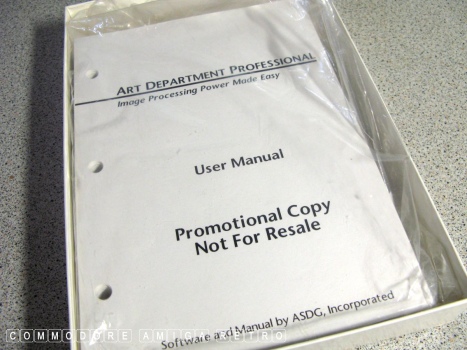 ART DEPARTMENT PROFESSIONAL
Image Processing Power Made Easy
User Manual
Promotional Copy
Not For Resale
Software and Manual by ASDG, Incorporated
COMMODORE AMIGA RETRO